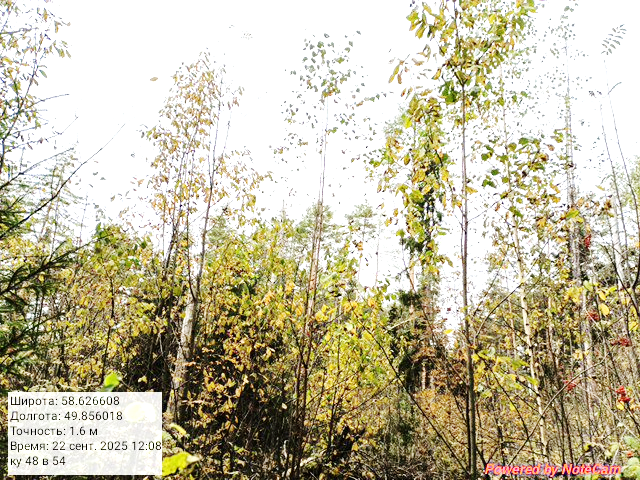 Широта: 58.626608
Долгота: 49.856018
Точность: 1.6 м
Время: 22 сент. 2025 12:08
ку 48 в 54
Powered by NoteCam